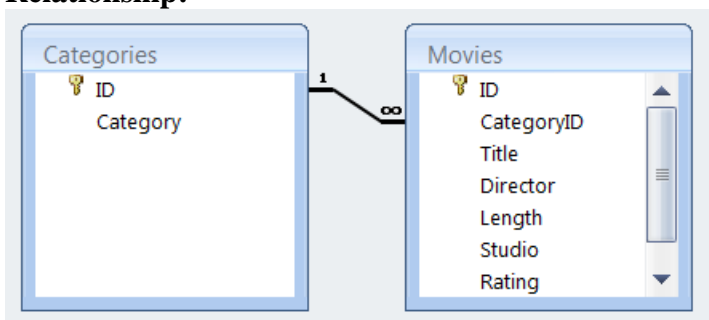 Relationship:
Categories
ID
Category
1
∞
Movies
ID
CategoryID
Title
Director
Length
Studio
Rating